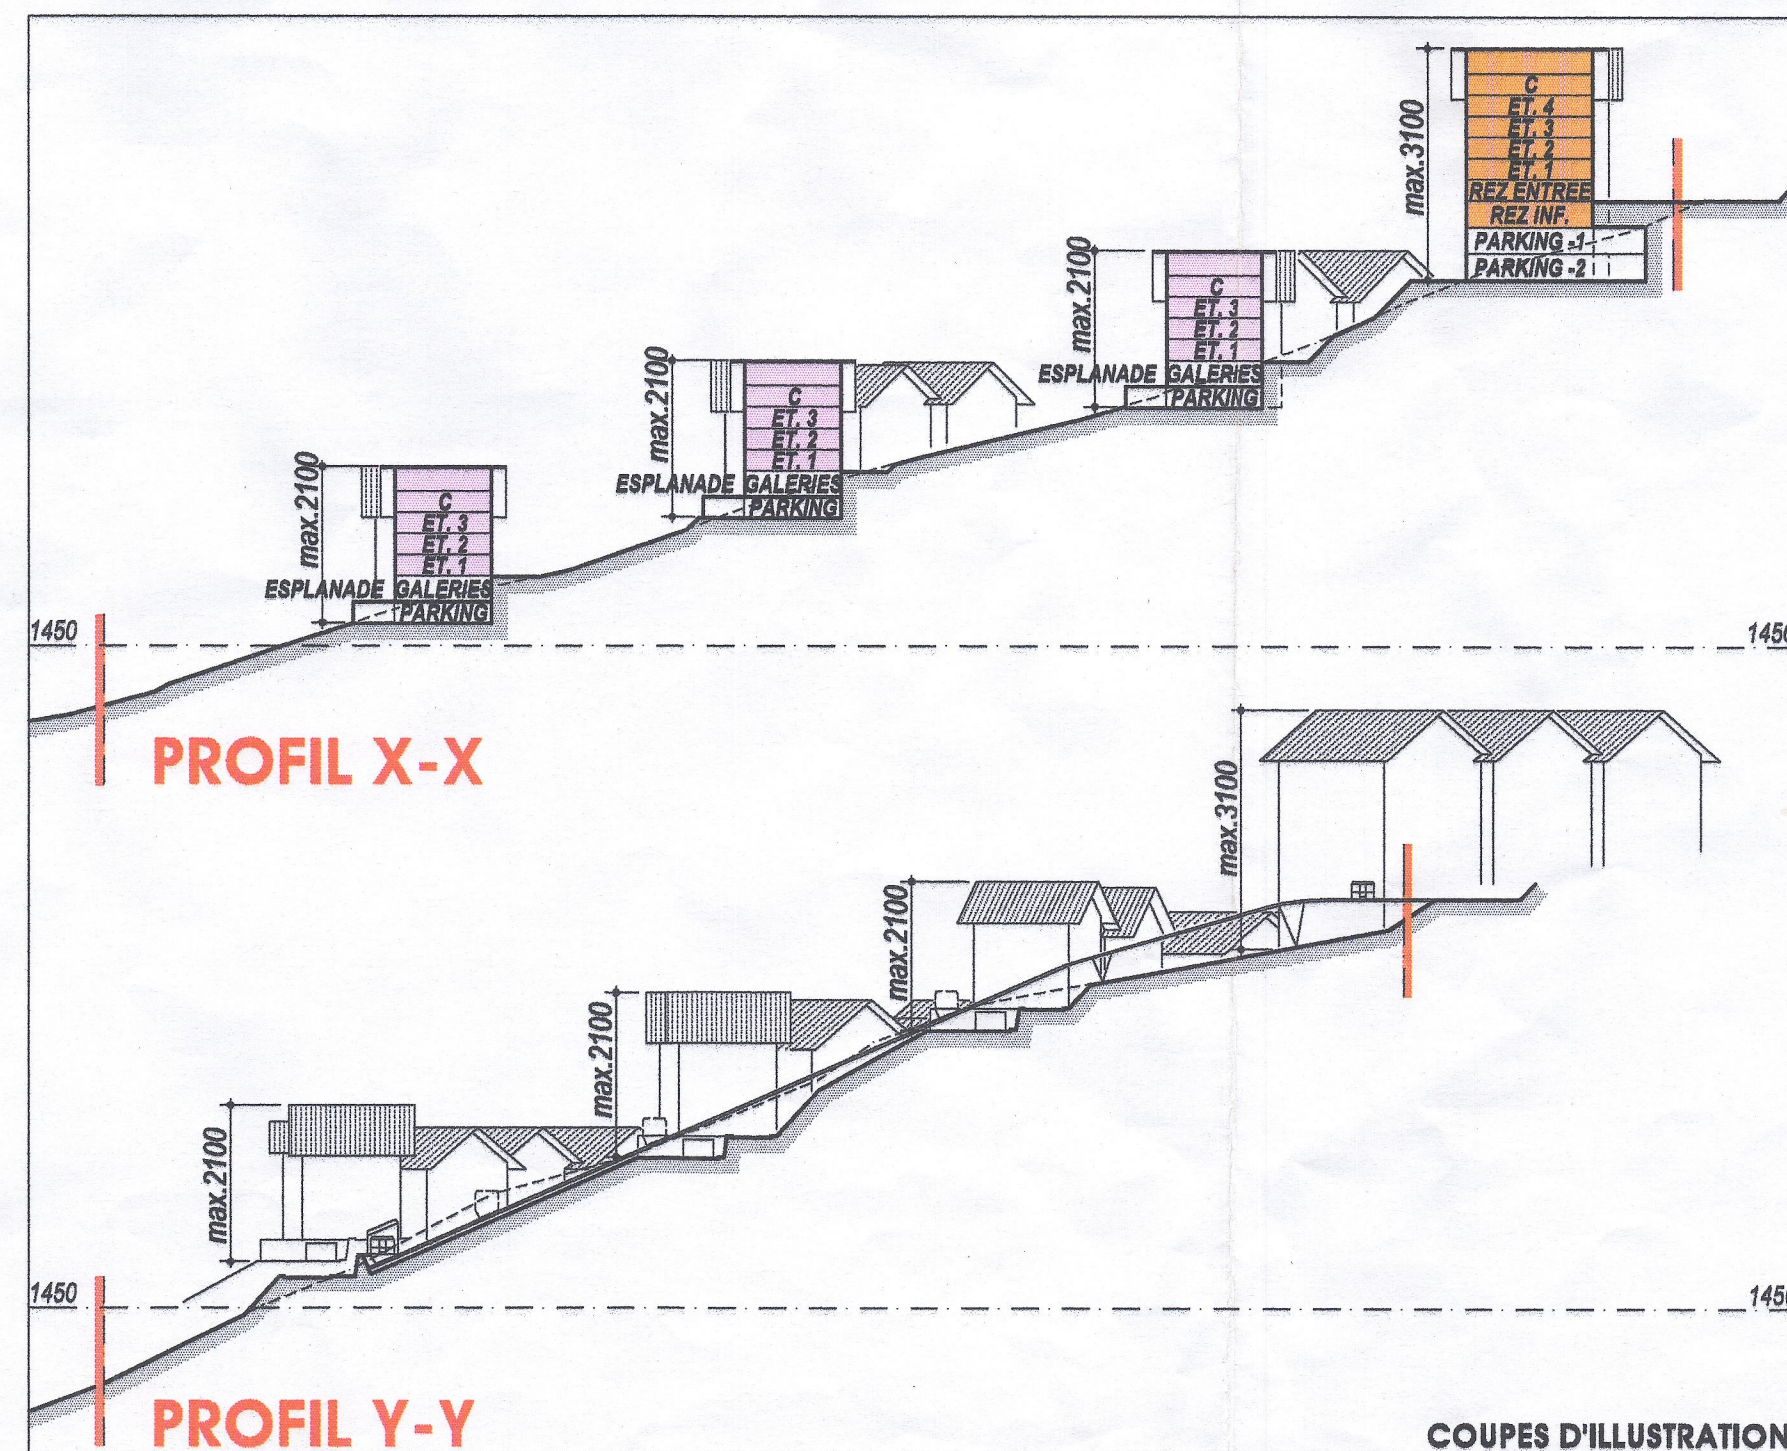 max.3100
C
ET. 4
ET. 3
ET. 2
ET. 1
REZ ENTREE
REZ INF.
PARKING -1
PARKING -2
max.2100
C
ET. 3
ET. 2
ET. 1
ESPLANADE GALERIES
PARKING
max.2100
C
ET. 3
ET. 2
ET. 1
ESPLANADE GALERIES
PARKING
max.2100
C
ET. 3
ET. 2
ET. 1
ESPLANADE GALERIES
PARKING
1450 1450
PROFIL X-X
max.3100
max.2100
max.2100
max.2100
1450 1450
PROFIL Y-Y
COUPES D'ILLUSTRATION